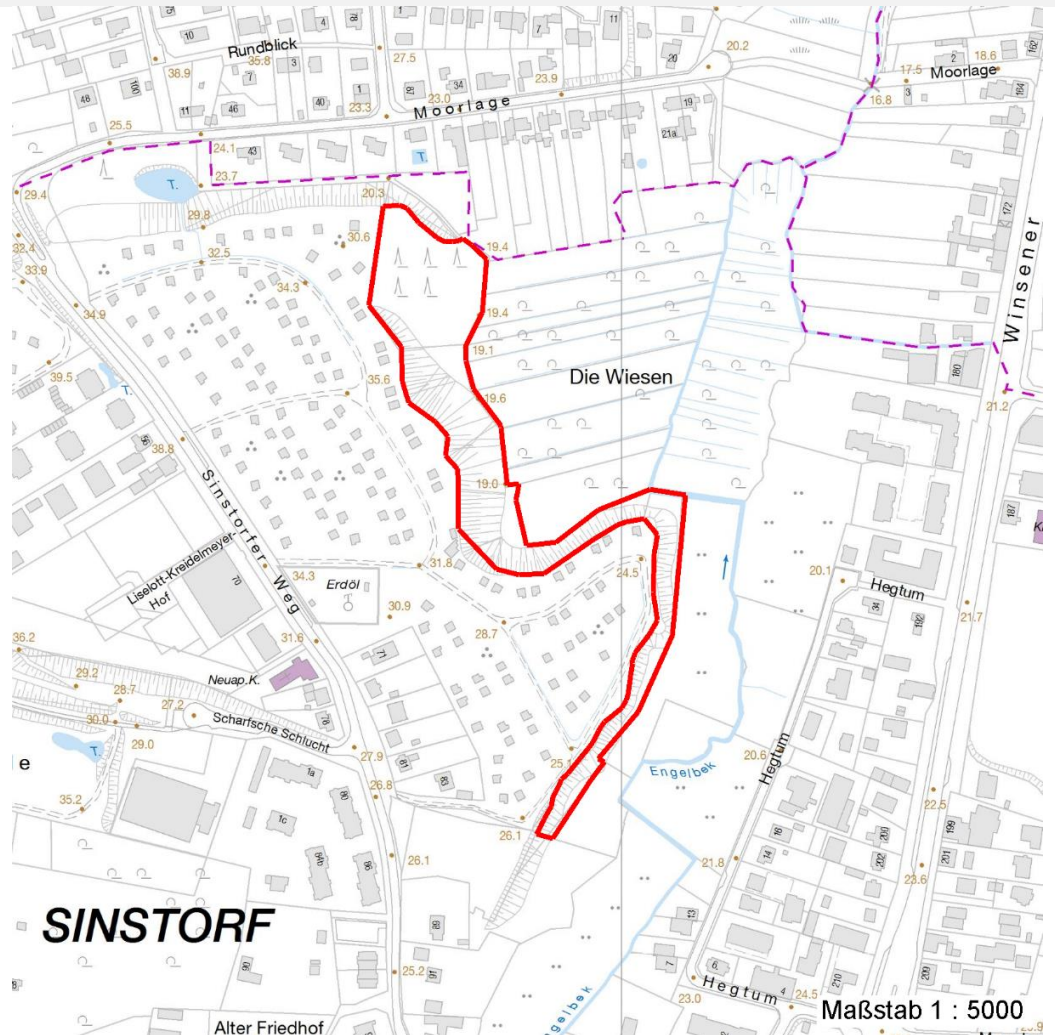 Rundblick
35.8
38.9
27.5
20.2
17.5
18.6
Moorlage
16.8
23.9
23.0
23.3
Moorlage
25.5
24.1
23.7
T.
T.
20.3
29.4
29.8
30.6
19.4
32.4
32.5
33.9
34.3
34.9
19.4
19.1
39.5
T.
35.6
19.6
Die Wiesen
Winsener
21.2
38.8
19.0
Sinstorfer Weg
Liselott-Kreidelmeyer-
Hof
34.3
Erdöl
31.8
24.5
20.1
Hegtum
30.9
28.7
21.7
31.8
36.2
29.2
28.7
Neuap.K.
30.0
27.2
Scharfsche Schlucht
T.
29.0
27.9
25.1
Engelbek
20.6
Hegtum
e
26.8
35.2
26.1
22.5
26.1
21.8
23.6
SINSTORF
25.2
23.0
Hegtum
24.5
Maßstab 1 : 5000
Alter Friedhof